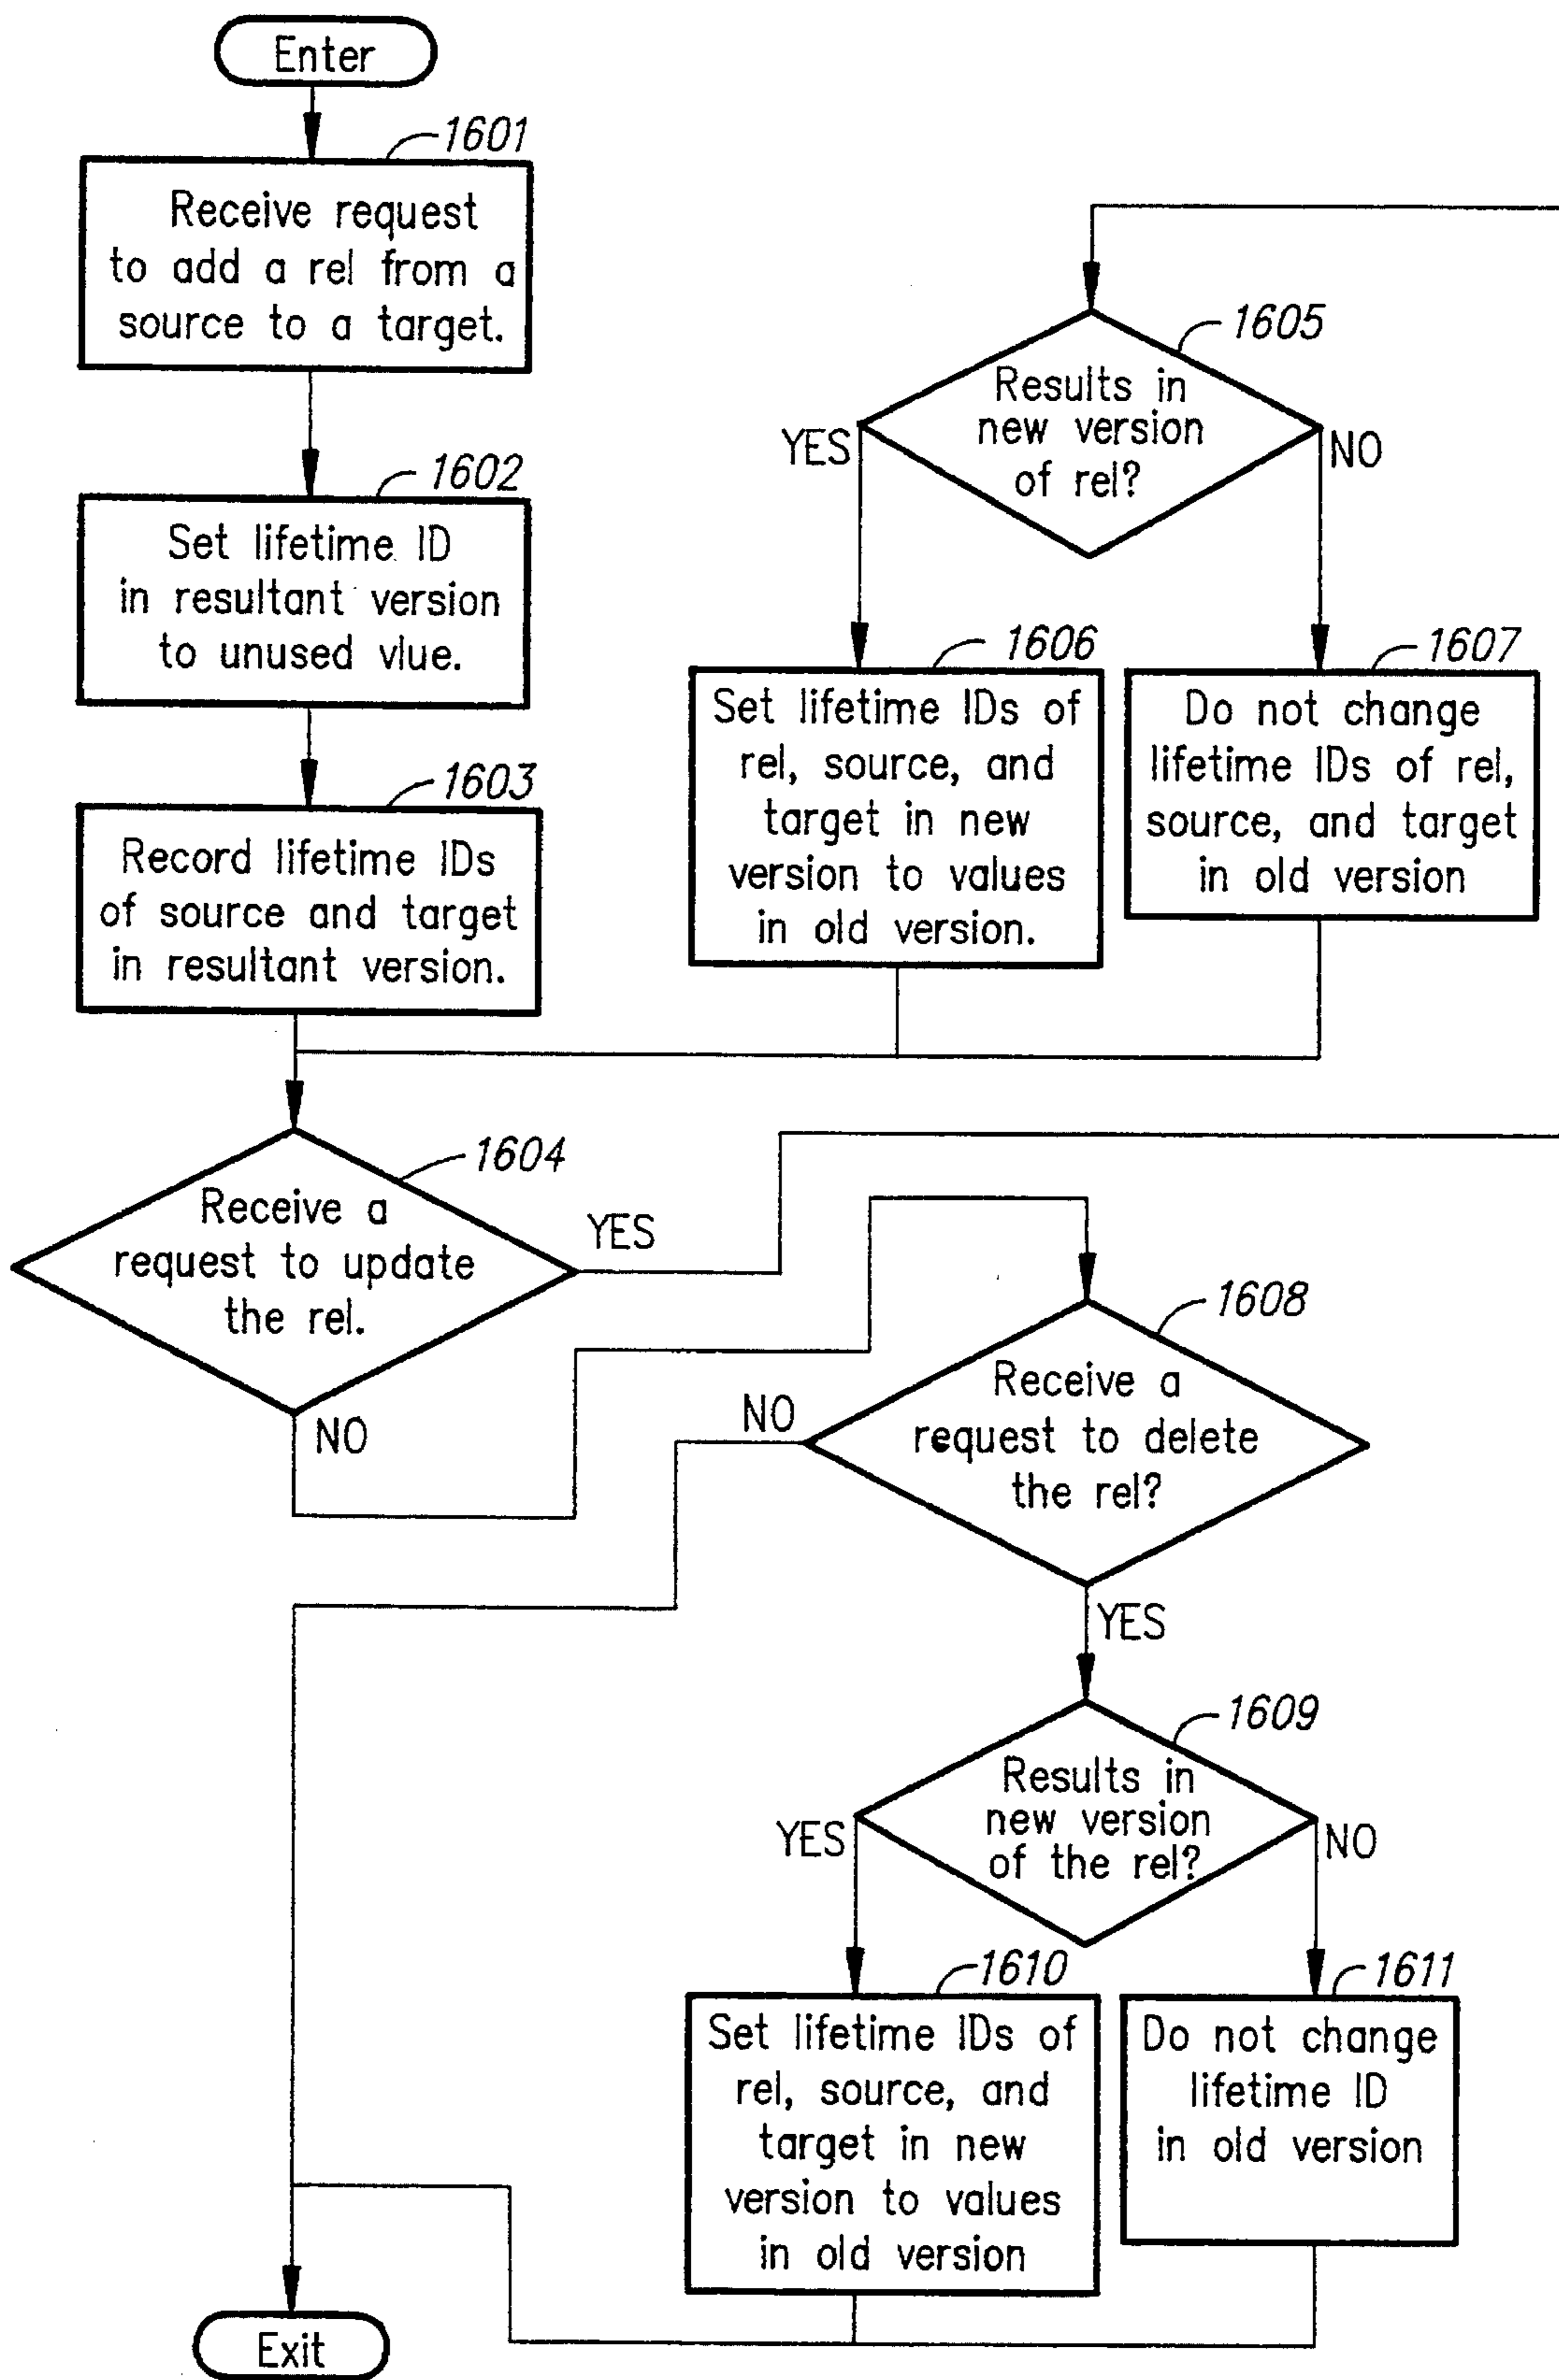 Enter
1601
Receive request
to add a rel from a
source to a target.
1602
Set lifetime ID
in resultant version
to unused vlue.
1603
Record lifetime IDs
of source and target
in resultant version.
1604
Receive a
request to update
the rel.
YES
NO
1605
Results in
new version
of rel?
YES
NO
1606
Set lifetime IDs of
rel, source, and
target in new
version to values
in old version.
1607
Do not change
lifetime IDs of rel,
source, and target
in old version
1608
Receive a
request to delete
the rel?
NO
YES
1609
Results in
new version
of the rel?
YES
NO
1610
Set lifetime IDs of
rel, source, and
target in new
version to values
in old version
1611
Do not change
lifetime ID
in old version
Exit